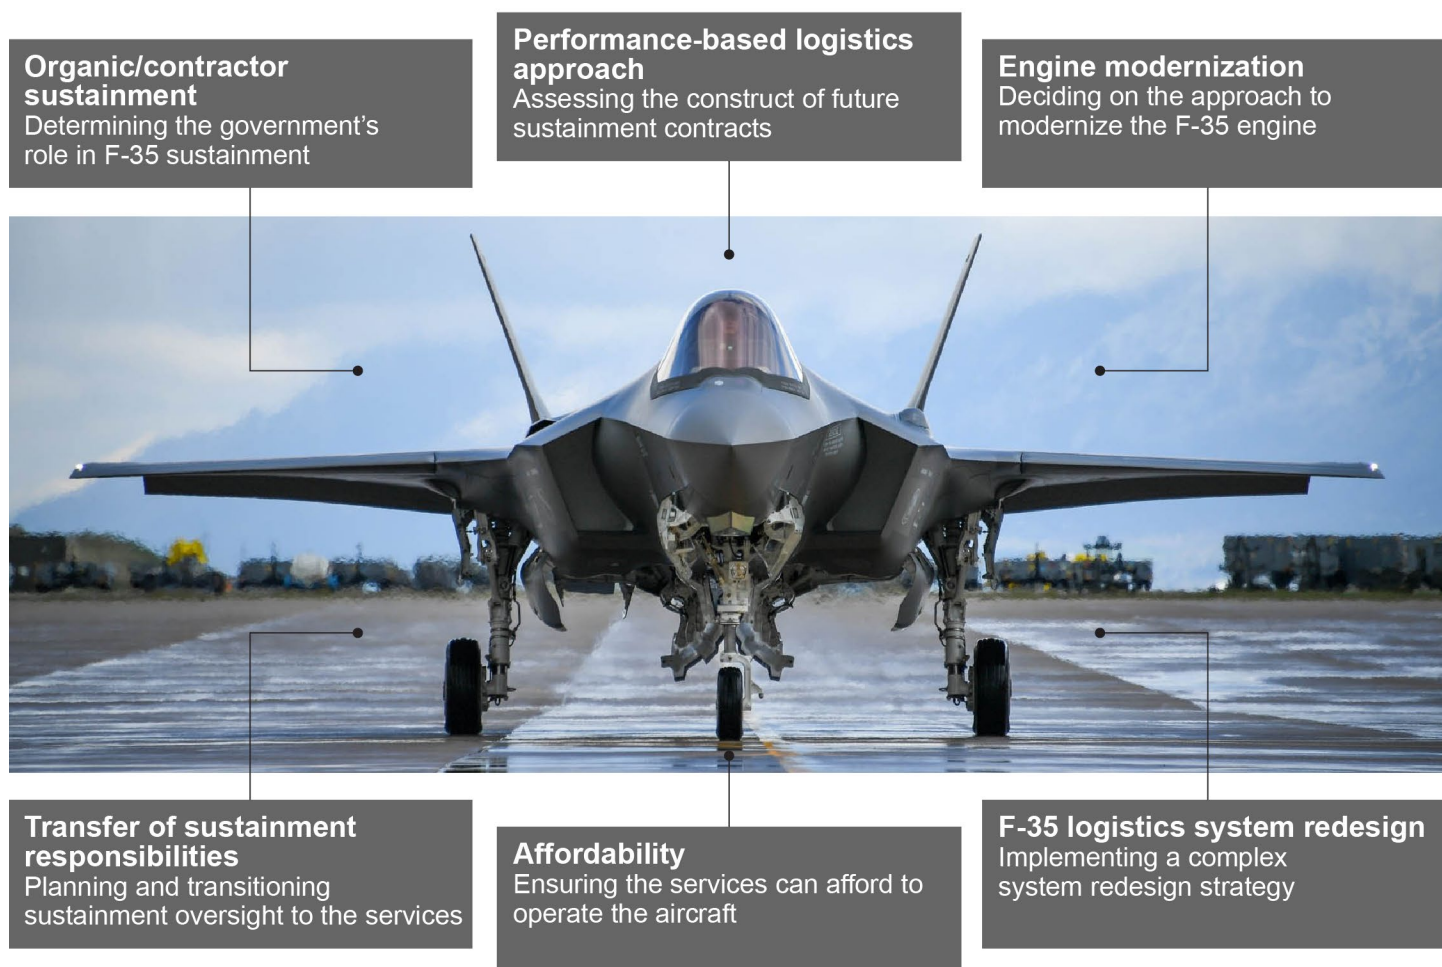 Organic/contractor
sustainment
Determining the government's
role in F-35 sustainment
Performance-based logistics
approach
Assessing the construct of future
sustainment contracts
Engine modernization
Deciding on the approach to
modernize the F-35 engine
Transfer of sustainment
responsibilities
Planning and transitioning
sustainment oversight to the services
Affordability
Ensuring the services can afford to
operate the aircraft
F-35 logistics system redesign
Implementing a complex
system redesign strategy